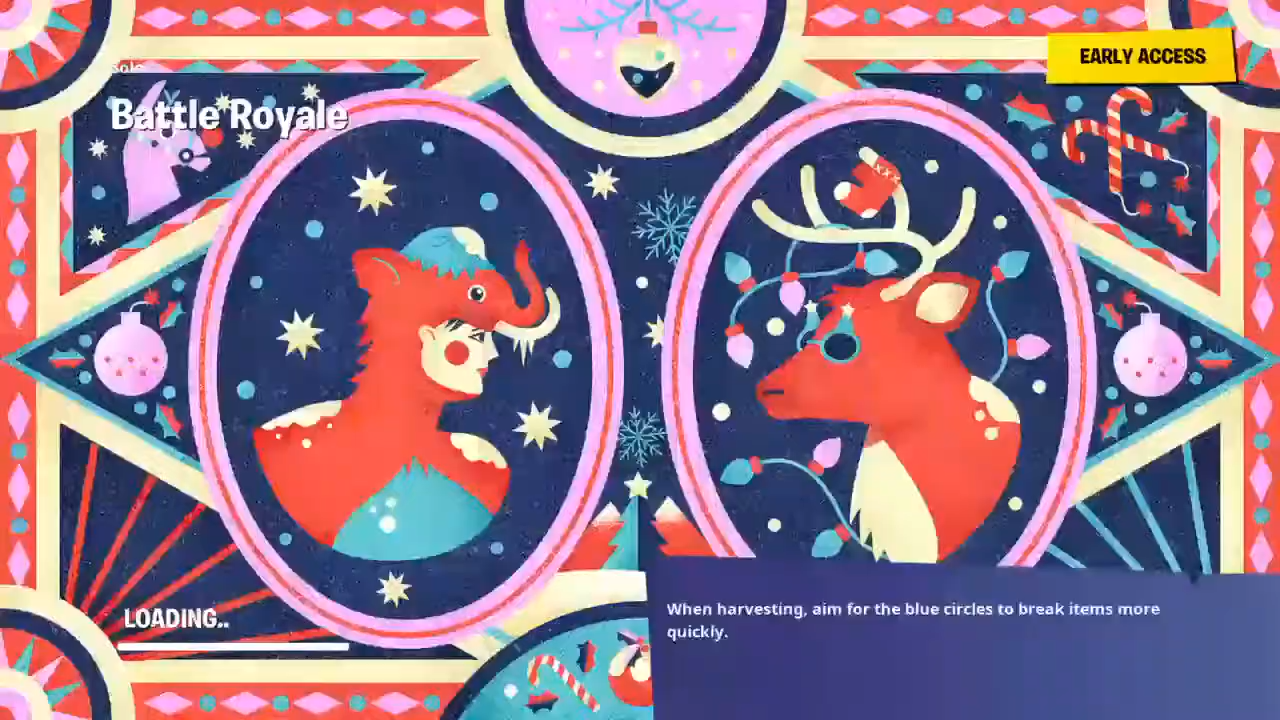 Solo
Battle Royale
EARLY ACCESS
LOADING..
When harvesting, aim for the blue circles to break items more
quickly.